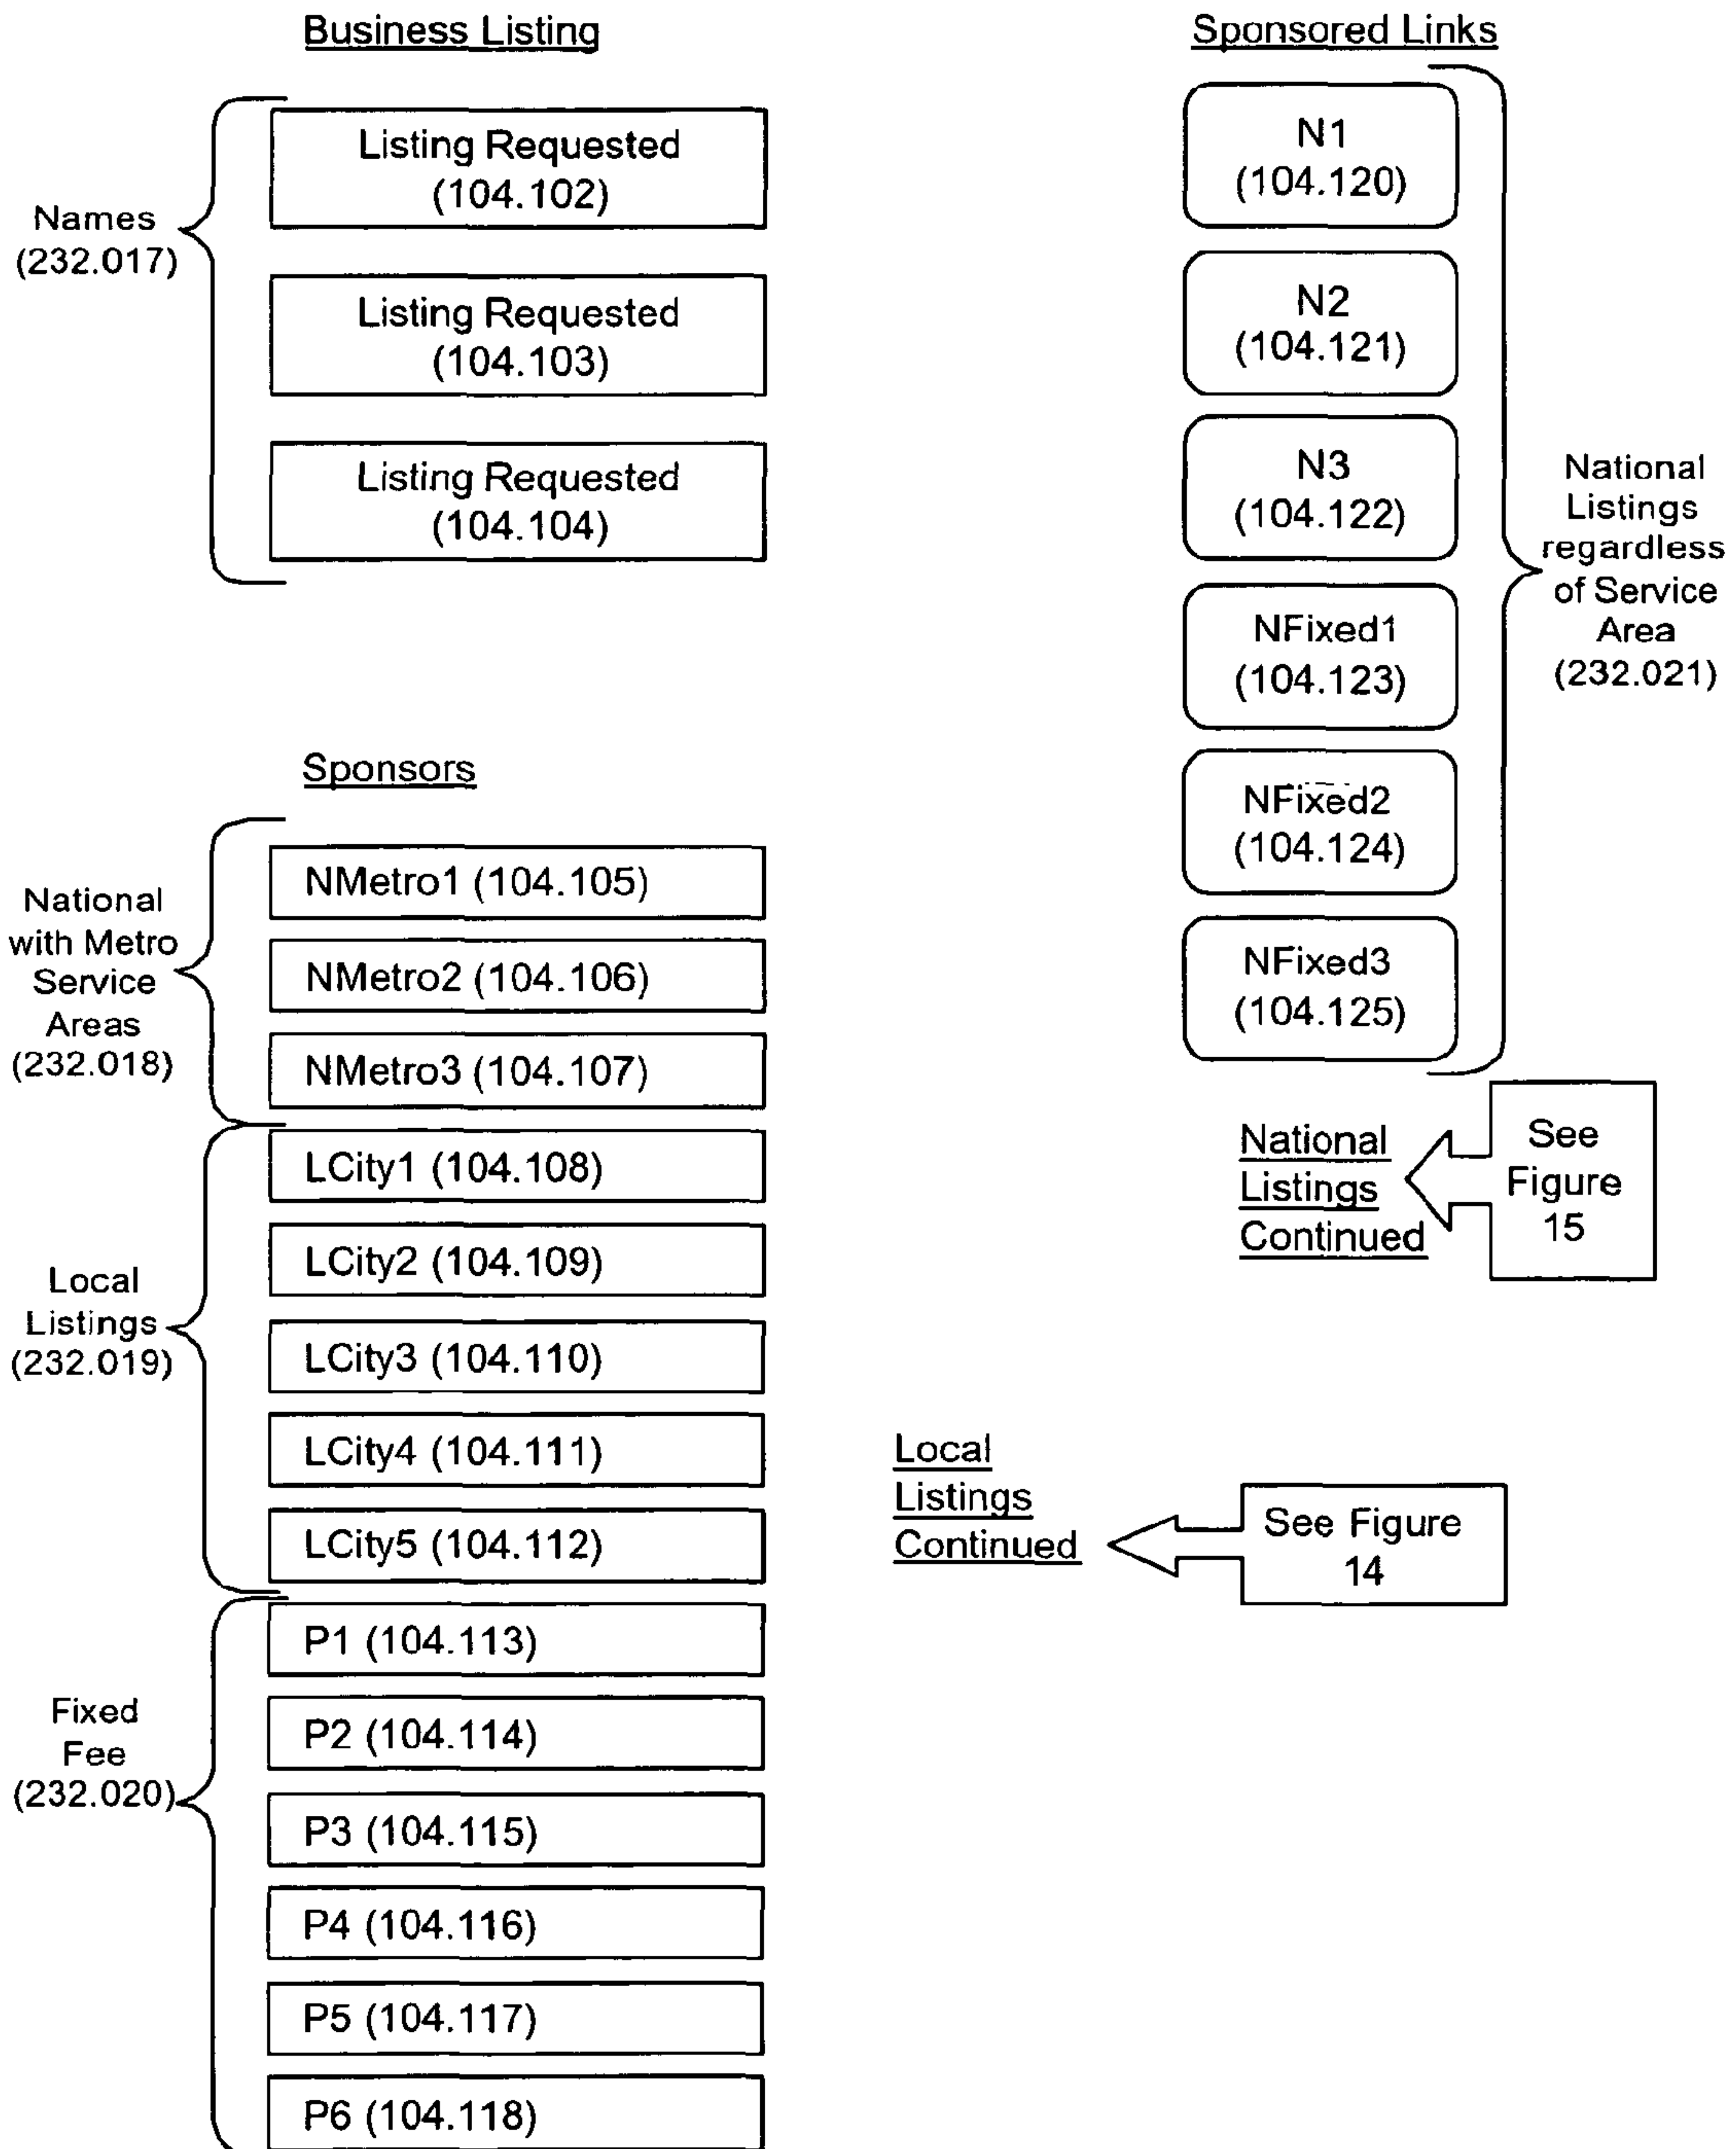 Business Listing
Names
(232.017)
Listing Requested
(104.102)
Listing Requested
(104.103)
Listing Requested
(104.104)
Sponsors
National
with Metro
Service
Areas
(232.018)
NMetro1 (104.105)
NMetro2 (104.106)
NMetro3 (104.107)
Local
Listings
(232.019)
LCity1 (104.108)
LCity2 (104.109)
LCity3 (104.110)
LCity4 (104.111)
LCity5 (104.112)
Fixed
Fee
(232.020)
P1 (104.113)
P2 (104.114)
P3 (104.115)
P4 (104.116)
P5 (104.117)
P6 (104.118)
Sponsored Links
N1
(104.120)
N2
(104.121)
N3
(104.122)
NFixed1
(104.123)
NFixed2
(104.124)
NFixed3
(104.125)
National
Listings
regardless
of Service
Area
(232.021)
National
Listings
Continued
See
Figure
15
Local
Listings
Continued
See Figure
14